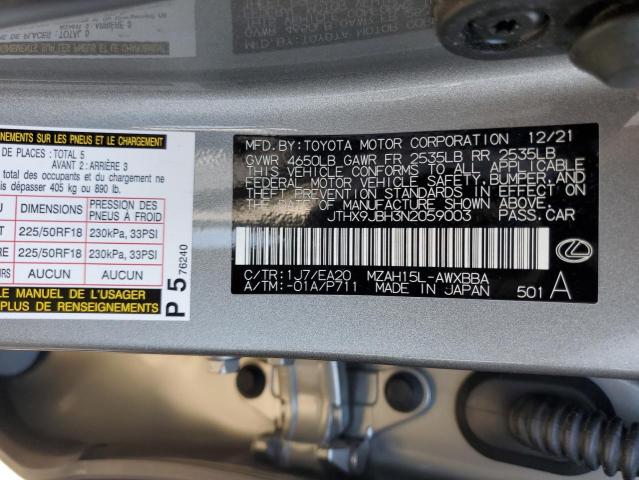 NEMENTS SUR LES PNEUS ET LE CHARGEMENT
DE PLACES: TOTAL 5
AVANT 2: ARRIÈRE 3
des occupants et du chargement ne
is dépasser 405 kg ou 890 lb.
DIMENSIONS PRESSION DES PNEUS À FROID
225/50RF18 230kPa, 33PSI
225/50RF18 230kPa, 33PSI
AUCUN AUCUN
LE MANUEL DE L'USAGER
PLUS DE RENSEIGNEMENTS
P 5 76240
MFD.BY:TOYOTA MOTOR CORPORATION 12/21
GVWR 4650LB GAWR FR 2535LB RR 2535LB
THIS VEHICLE CONFORMS TO ALL APPLICABLE
FEDERAL MOTOR VEHICLE SAFETY, BUMPER,
AND THEFT PREVENTION STANDARDS IN EFFECT
ON THE DATE OF MANUFACTURE SHOWN ABOVE.
JTHX9JBH3N2059003 PASS.CAR
C/TR:1J7/EA20 MZAH15L-AWXBBA
A/TM:-01A/P711 MADE IN JAPAN 501 A